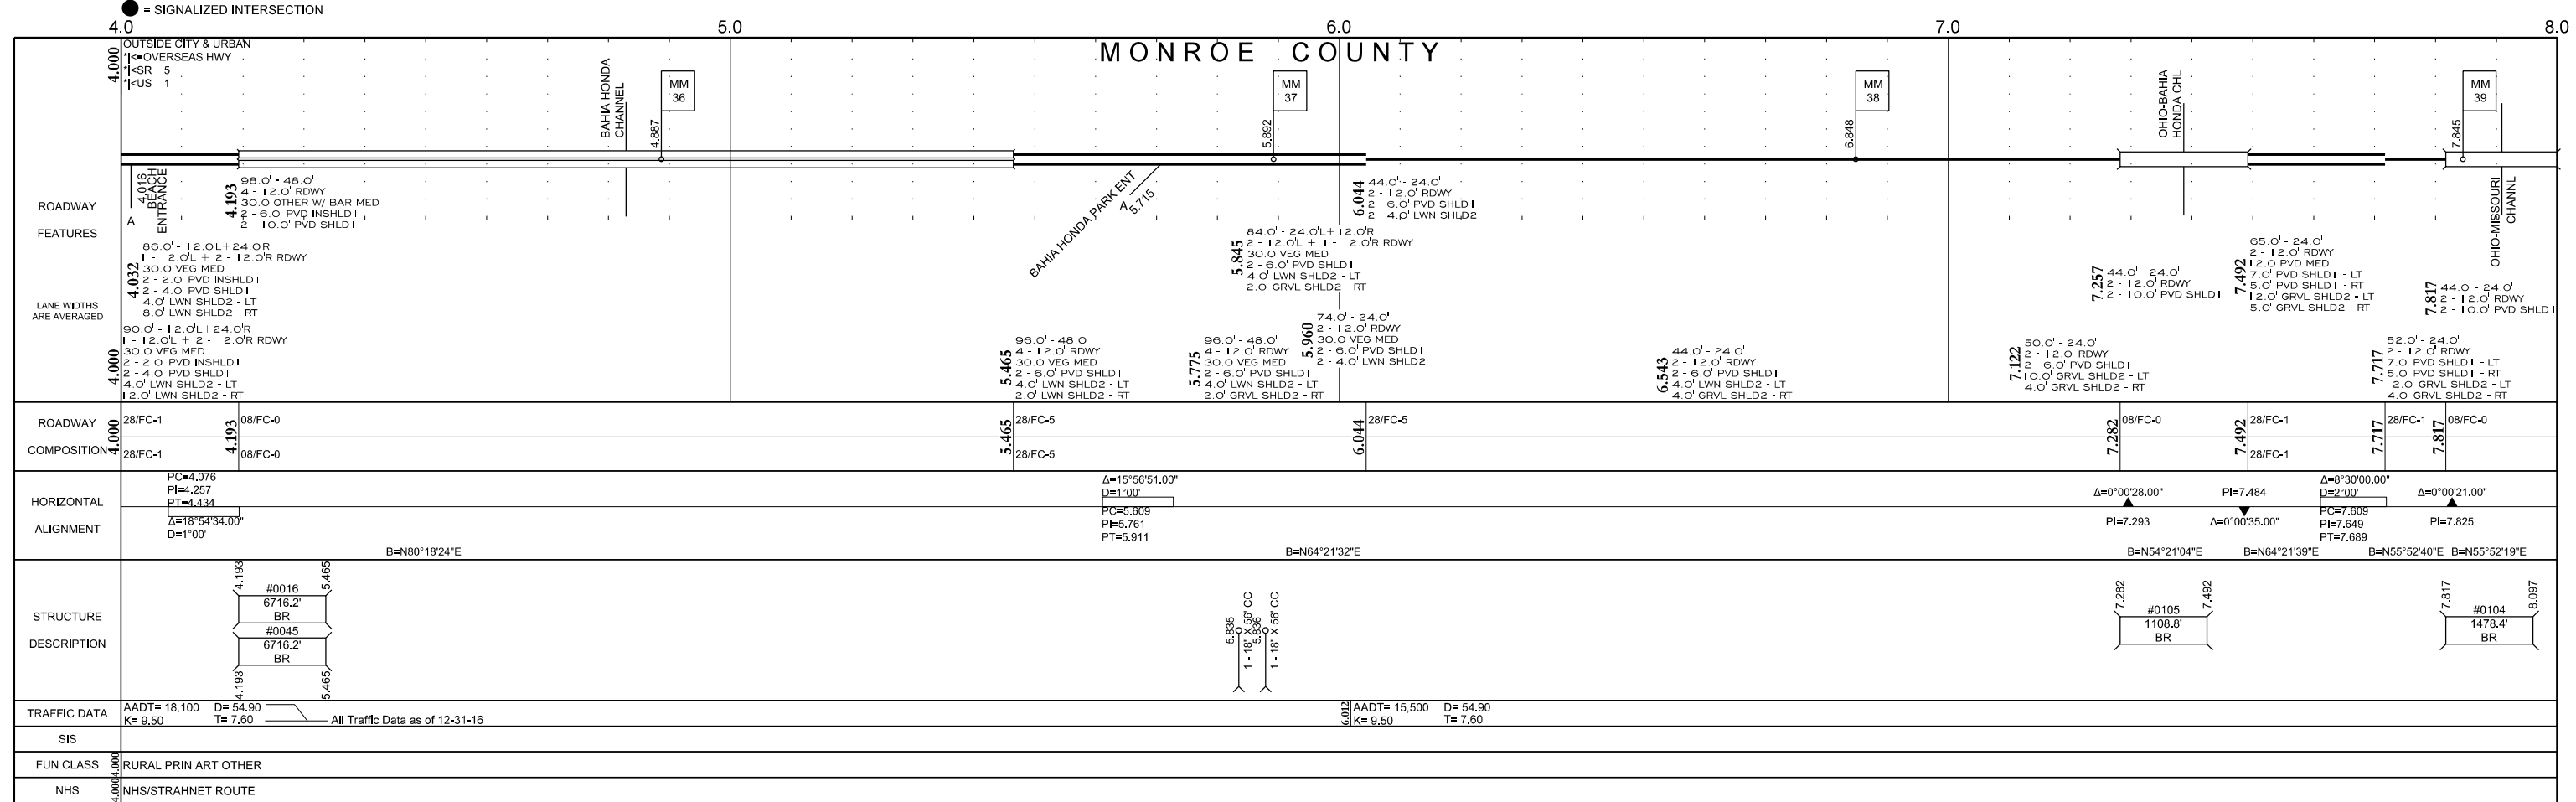 = SIGNALIZED INTERSECTION
4.0 5.0 6.0 7.0 8.0
MONROE COUNTY
4.000
OUTSIDE CITY & URBAN
*|<=OVERSEAS HWY
*|<SR 5
*|<US 1
BAHIA HONDA
CHANNEL
MM
36
4.887
MM
37
5.892
MM
38
6.848
OHIO-BAHIA
HONDA CHL
MM
39
7.845
ROADWAY
FEATURES
LANE WIDTHS
ARE AVERAGED
A
4.016
BEACH
ENTRANCE
4.193
98.0' - 48.0'
4 - 12.0' RDWY
30.0 OTHER W/ BAR MED
2 - 6.0' PVD INSHLD1
2 - 10.0' PVD SHLD1
4.032
86.0' - 12.0'L+24.0'R
1 - 12.0'L + 2 - 12.0'R RDWY
30.0 VEG MED
2 - 2.0' PVD INSHLD1
2 - 4.0' PVD SHLD1
4.0' LWN SHLD2 - LT
8.0' LWN SHLD2 - RT
4.000
90.0' - 12.0'L+24.0'R
1 - 12.0'L + 2 - 12.0'R RDWY
30.0 VEG MED
2 - 2.0' PVD INSHLD1
2 - 4.0' PVD SHLD1
4.0' LWN SHLD2 - LT
12.0' LWN SHLD2 - RT
5.465
96.0' - 48.0'
4 - 12.0' RDWY
30.0 VEG MED
2 - 6.0' PVD SHLD1
4.0' LWN SHLD2 - LT
2.0' LWN SHLD2 - RT
BAHIA HONDA PARK ENT
A
5.715
5.775
96.0' - 48.0'
4 - 12.0' RDWY
30.0 VEG MED
2 - 6.0' PVD SHLD1
4.0' LWN SHLD2 - LT
2.0' GRVL SHLD2 - RT
5.845
84.0' - 24.0'L+12.0'R
2 - 12.0'L + 1 - 12.0'R RDWY
30.0 VEG MED
2 - 6.0' PVD SHLD1
4.0' LWN SHLD2 - LT
2.0' GRVL SHLD2 - RT
5.960
74.0' - 24.0'
2 - 12.0' RDWY
30.0 VEG MED
2 - 6.0' PVD SHLD1
2 - 4.0' LWN SHLD2
6.044
44.0' - 24.0'
2 - 12.0' RDWY
2 - 6.0' PVD SHLD1
2 - 4.0' LWN SHLD2
6.543
44.0' - 24.0'
2 - 12.0' RDWY
2 - 6.0' PVD SHLD1
4.0' LWN SHLD2 - LT
4.0' GRVL SHLD2 - RT
7.122
50.0' - 24.0'
2 - 12.0' RDWY
2 - 6.0' PVD SHLD1
10.0' GRVL SHLD2 - LT
4.0' GRVL SHLD2 - RT
7.257
44.0' - 24.0'
2 - 12.0' RDWY
2 - 10.0' PVD SHLD1
7.492
65.0' - 24.0'
2 - 12.0' RDWY
12.0 PVD MED
7.0' PVD SHLD1 - LT
5.0' PVD SHLD1 - RT
12.0' GRVL SHLD2 - LT
5.0' GRVL SHLD2 - RT
7.717
52.0' - 24.0'
2 - 12.0' RDWY
7.0' PVD SHLD1 - LT
5.0' PVD SHLD1 - RT
12.0' GRVL SHLD2 - LT
4.0' GRVL SHLD2 - RT
OHIO-MISSOURI
CHANNL
7.817
44.0' - 24.0'
2 - 12.0' RDWY
2 - 10.0' PVD SHLD1
ROADWAY
COMPOSITION
4.000 28/FC-1 4.193 08/FC-0 5.465 28/FC-5 6.044 28/FC-5 7.282 08/FC-0 7.492 28/FC-1 7.717 28/FC-1 7.817 08/FC-0
28/FC-1 08/FC-0 28/FC-5 28/FC-1
HORIZONTAL
ALIGNMENT
PC=4.076
PI=4.257
PT=4.434
Δ=18°54'34.00"
D=1°00'
B=N80°18'24"E
Δ=15°56'51.00"
D=1°00'
PC=5.609
PI=5.761
PT=5.911
B=N64°21'32"E
Δ=0°00'28.00"
PI=7.293
B=N54°21'04"E
PI=7.484
Δ=0°00'35.00"
B=N64°21'39"E
Δ=8°30'00.00"
D=2°00'
PC=7.609
PI=7.649
PT=7.689
B=N55°52'40"E
Δ=0°00'21.00"
PI=7.825
B=N55°52'19"E
STRUCTURE
DESCRIPTION
4.193 5.465
#0016
6716.2'
BR
#0045
6716.2'
BR
4.193 5.465
5.835
1 - 18" X 56' CC
5.836
1 - 18" X 56' CC
7.282 7.492
#0105
1108.8'
BR
7.817 8.097
#0104
1478.4'
BR
TRAFFIC DATA
AADT= 18,100 D= 54.90
K= 9.50 T= 7.60 All Traffic Data as of 12-31-16
6.012
AADT= 15,500 D= 54.90
K= 9.50 T= 7.60
SIS
FUN CLASS 4.000 RURAL PRIN ART OTHER
NHS 4.000 NHS/STRAHNET ROUTE